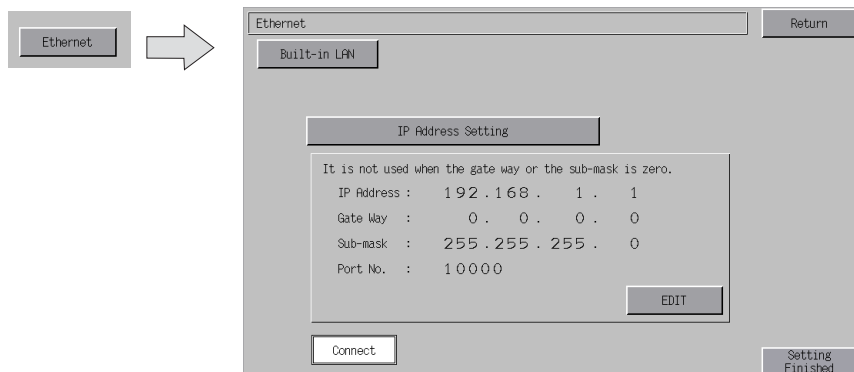 Ethernet
Ethernet
Return
Built-in LAN
IP Address Setting
It is not used when the gate way or the sub-mask is zero.
IP Address : 192.168. 1. 1
Gate Way : 0. 0. 0. 0
Sub-mask : 255.255.255. 0
Port No. : 10000
EDIT
Connect
Setting
Finished